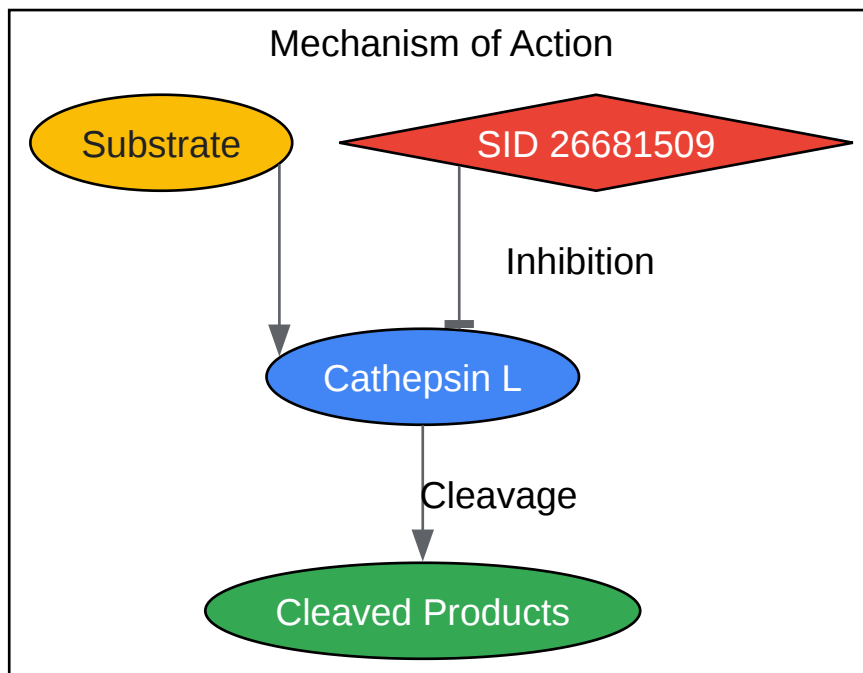 Mechanism of Action
Substrate
SID 26681509
Inhibition
Cathepsin L
Cleavage
Cleaved Products